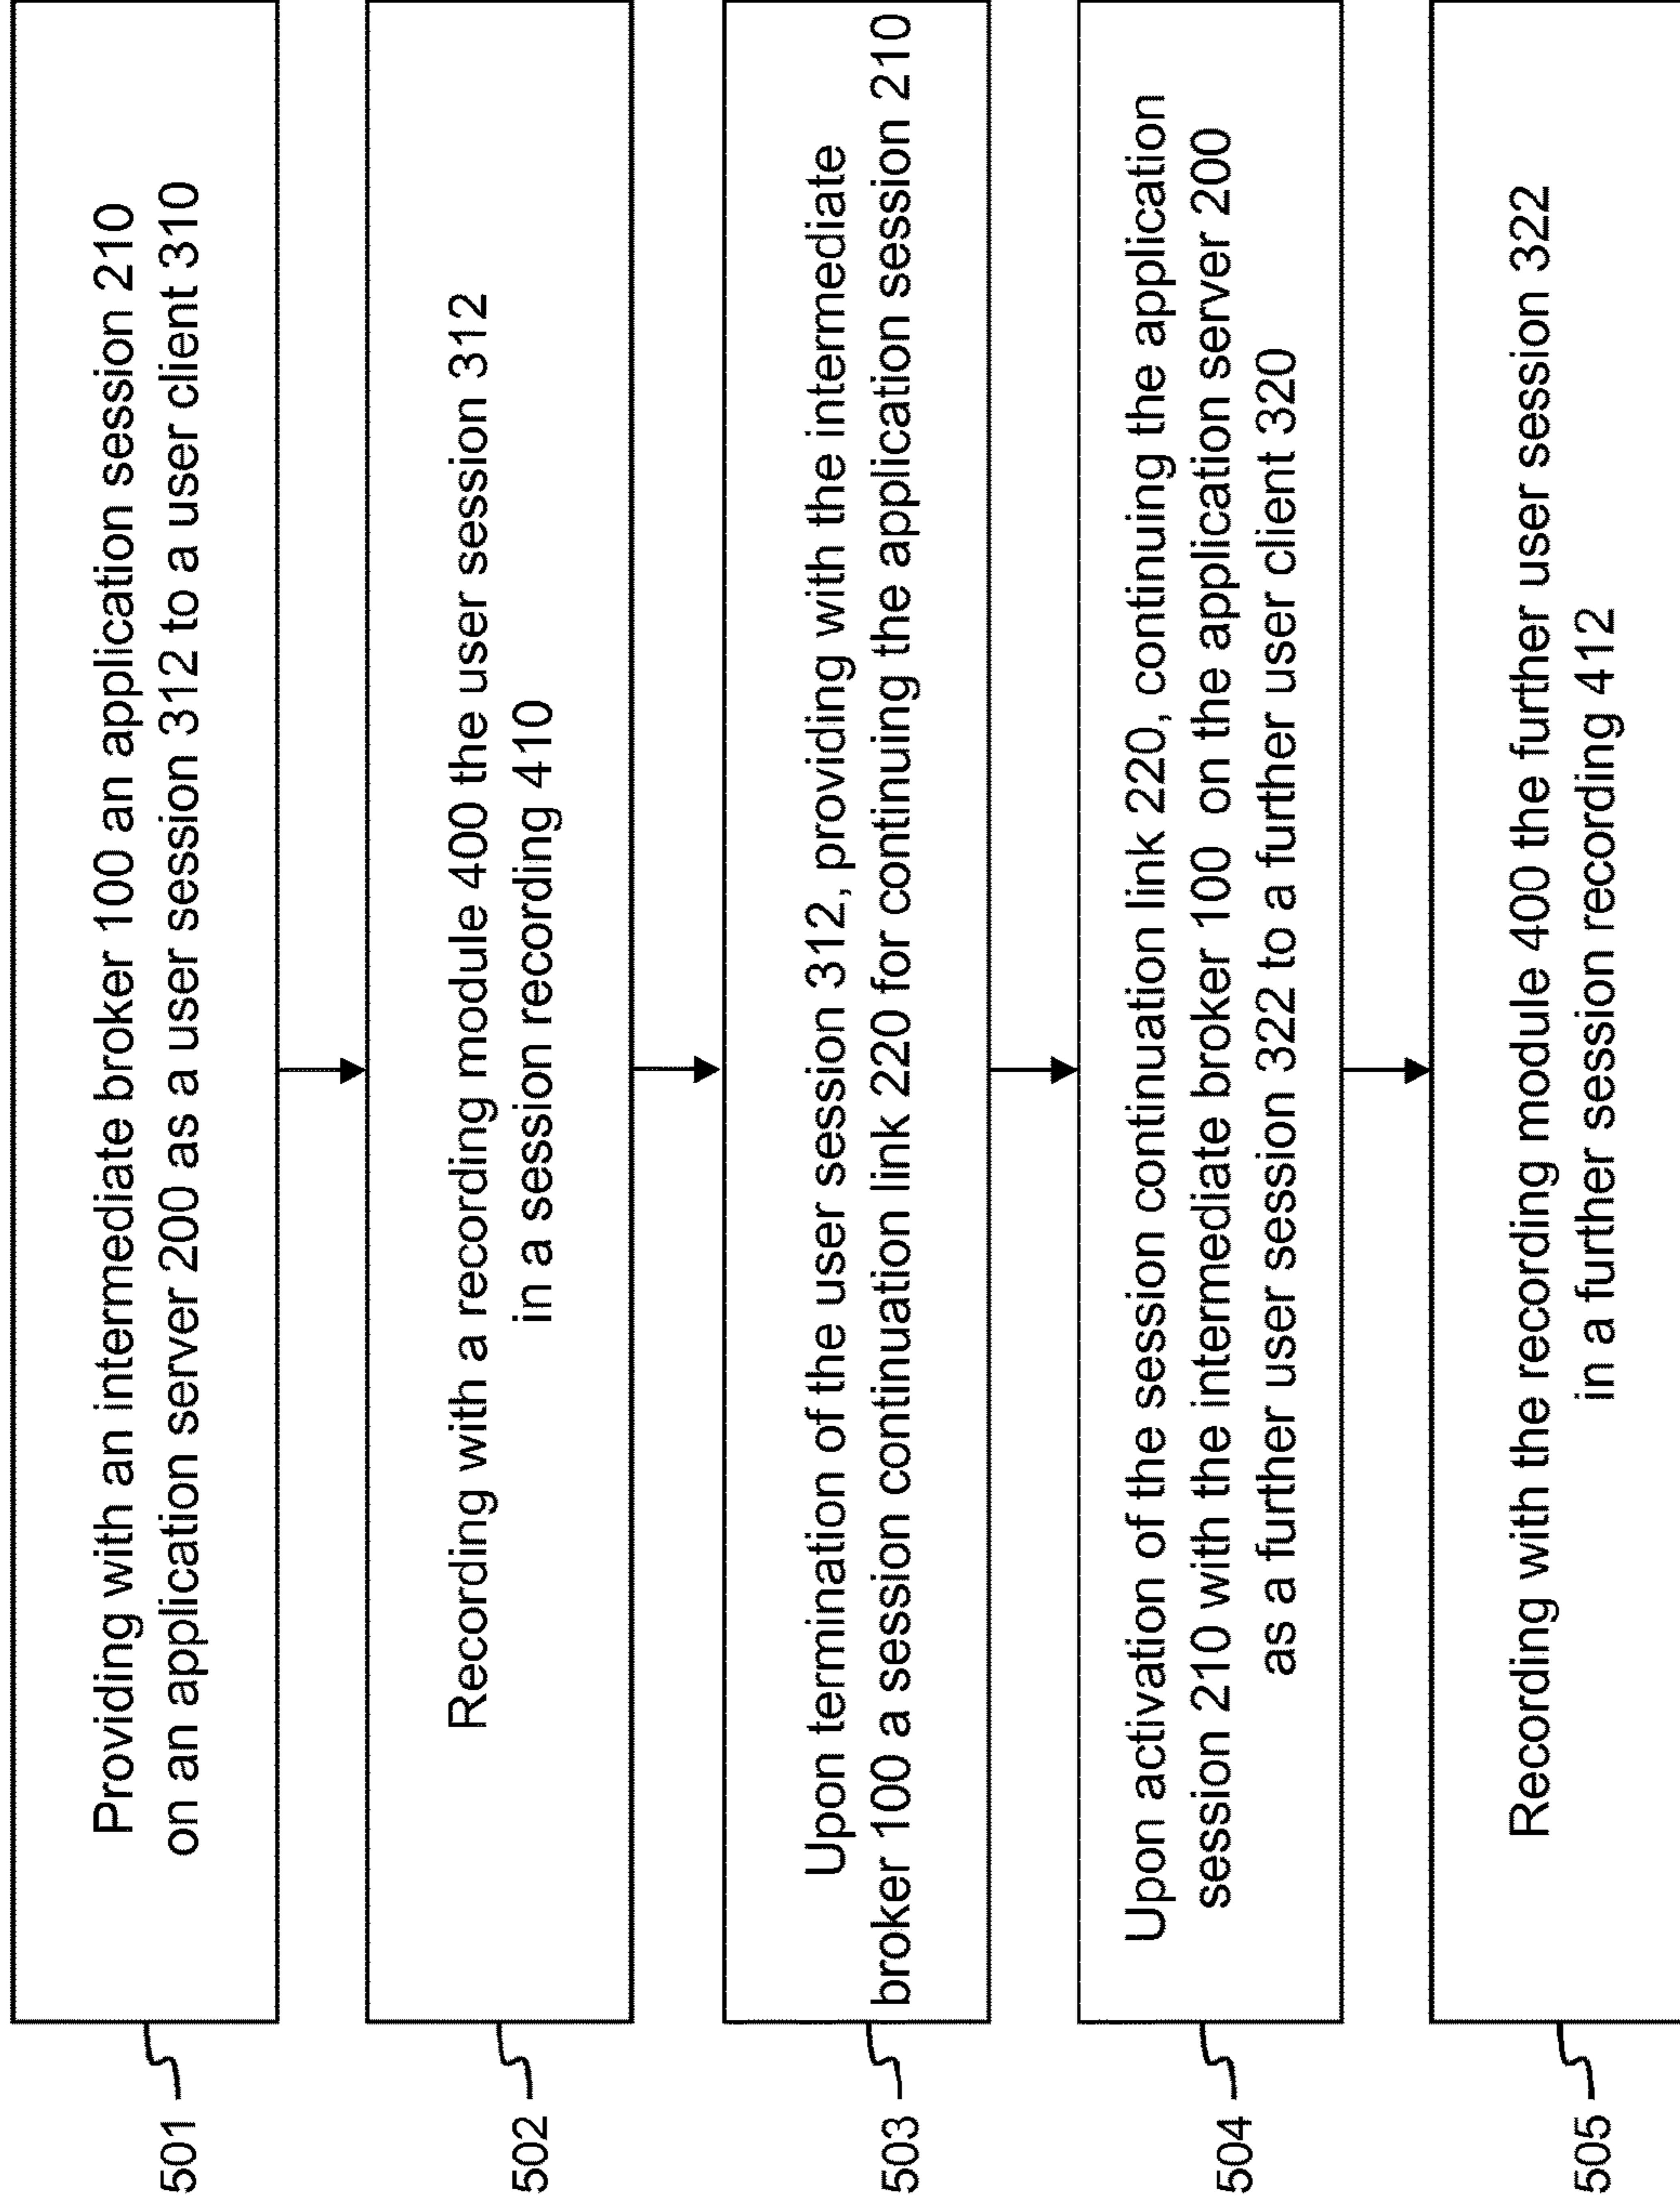 501
Providing with an intermediate broker 100 an application session 210
on an application server 200 as a user session 312 to a user client 310
502
Recording with a recording module 400 the user session 312
in a session recording 410
503
Upon termination of the user session 312, providing with the intermediate
broker 100 a session continuation link 220 for continuing the application session 210
504
Upon activation of the session continuation link 220, continuing the application
session 210 with the intermediate broker 100 on the application server 200
as a further user session 322 to a further user client 320
505
Recording with the recording module 400 the further user session 322
in a further session recording 412